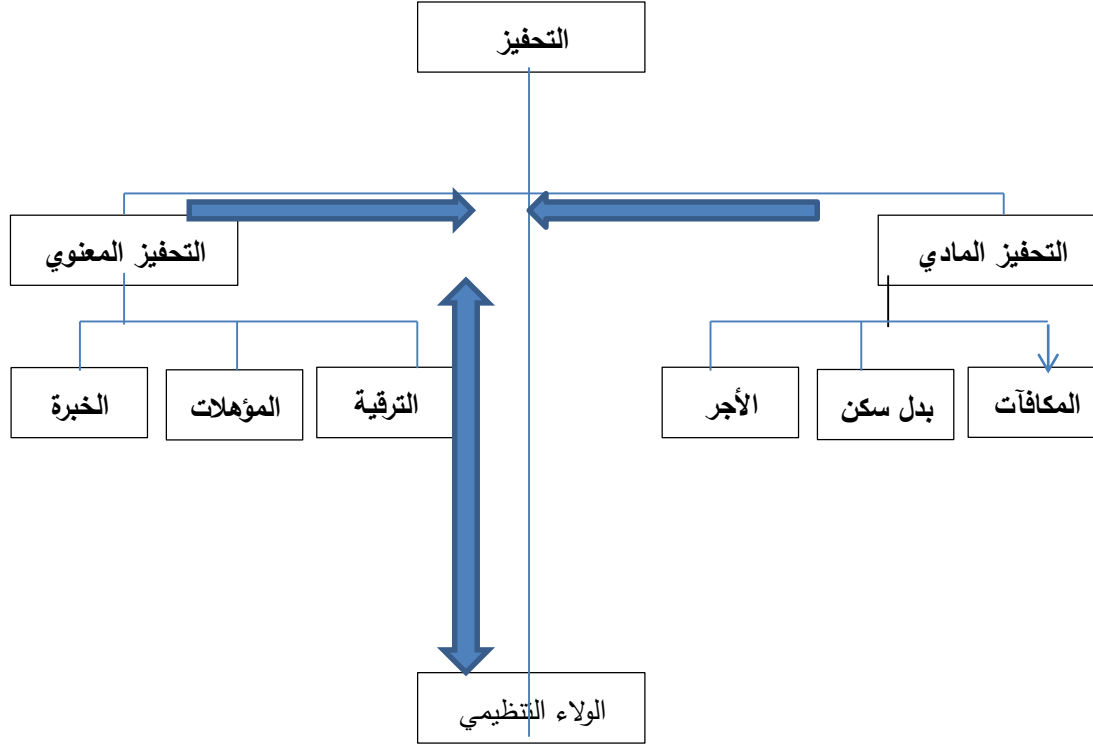 التحفيز
التحفيز المادي
التحفيز المعنوي
المكافآت
بدل سكن
الأجر
الترقية
المؤهلات
الخبرة
الولاء التنظيمي